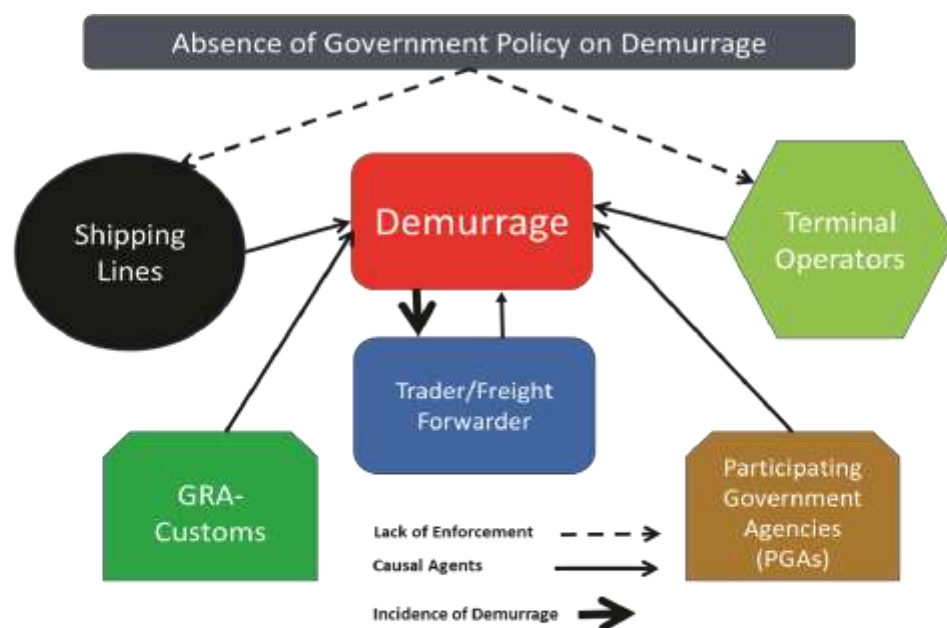 Absence of Government Policy on Demurrage
Shipping
Lines
Demurrage
Terminal
Operators
Trader/Freight
Forwarder
GRA-
Customs
Participating
Government
Agencies
(PGAs)
Lack of Enforcement
Causal Agents
Incidence of Demurrage